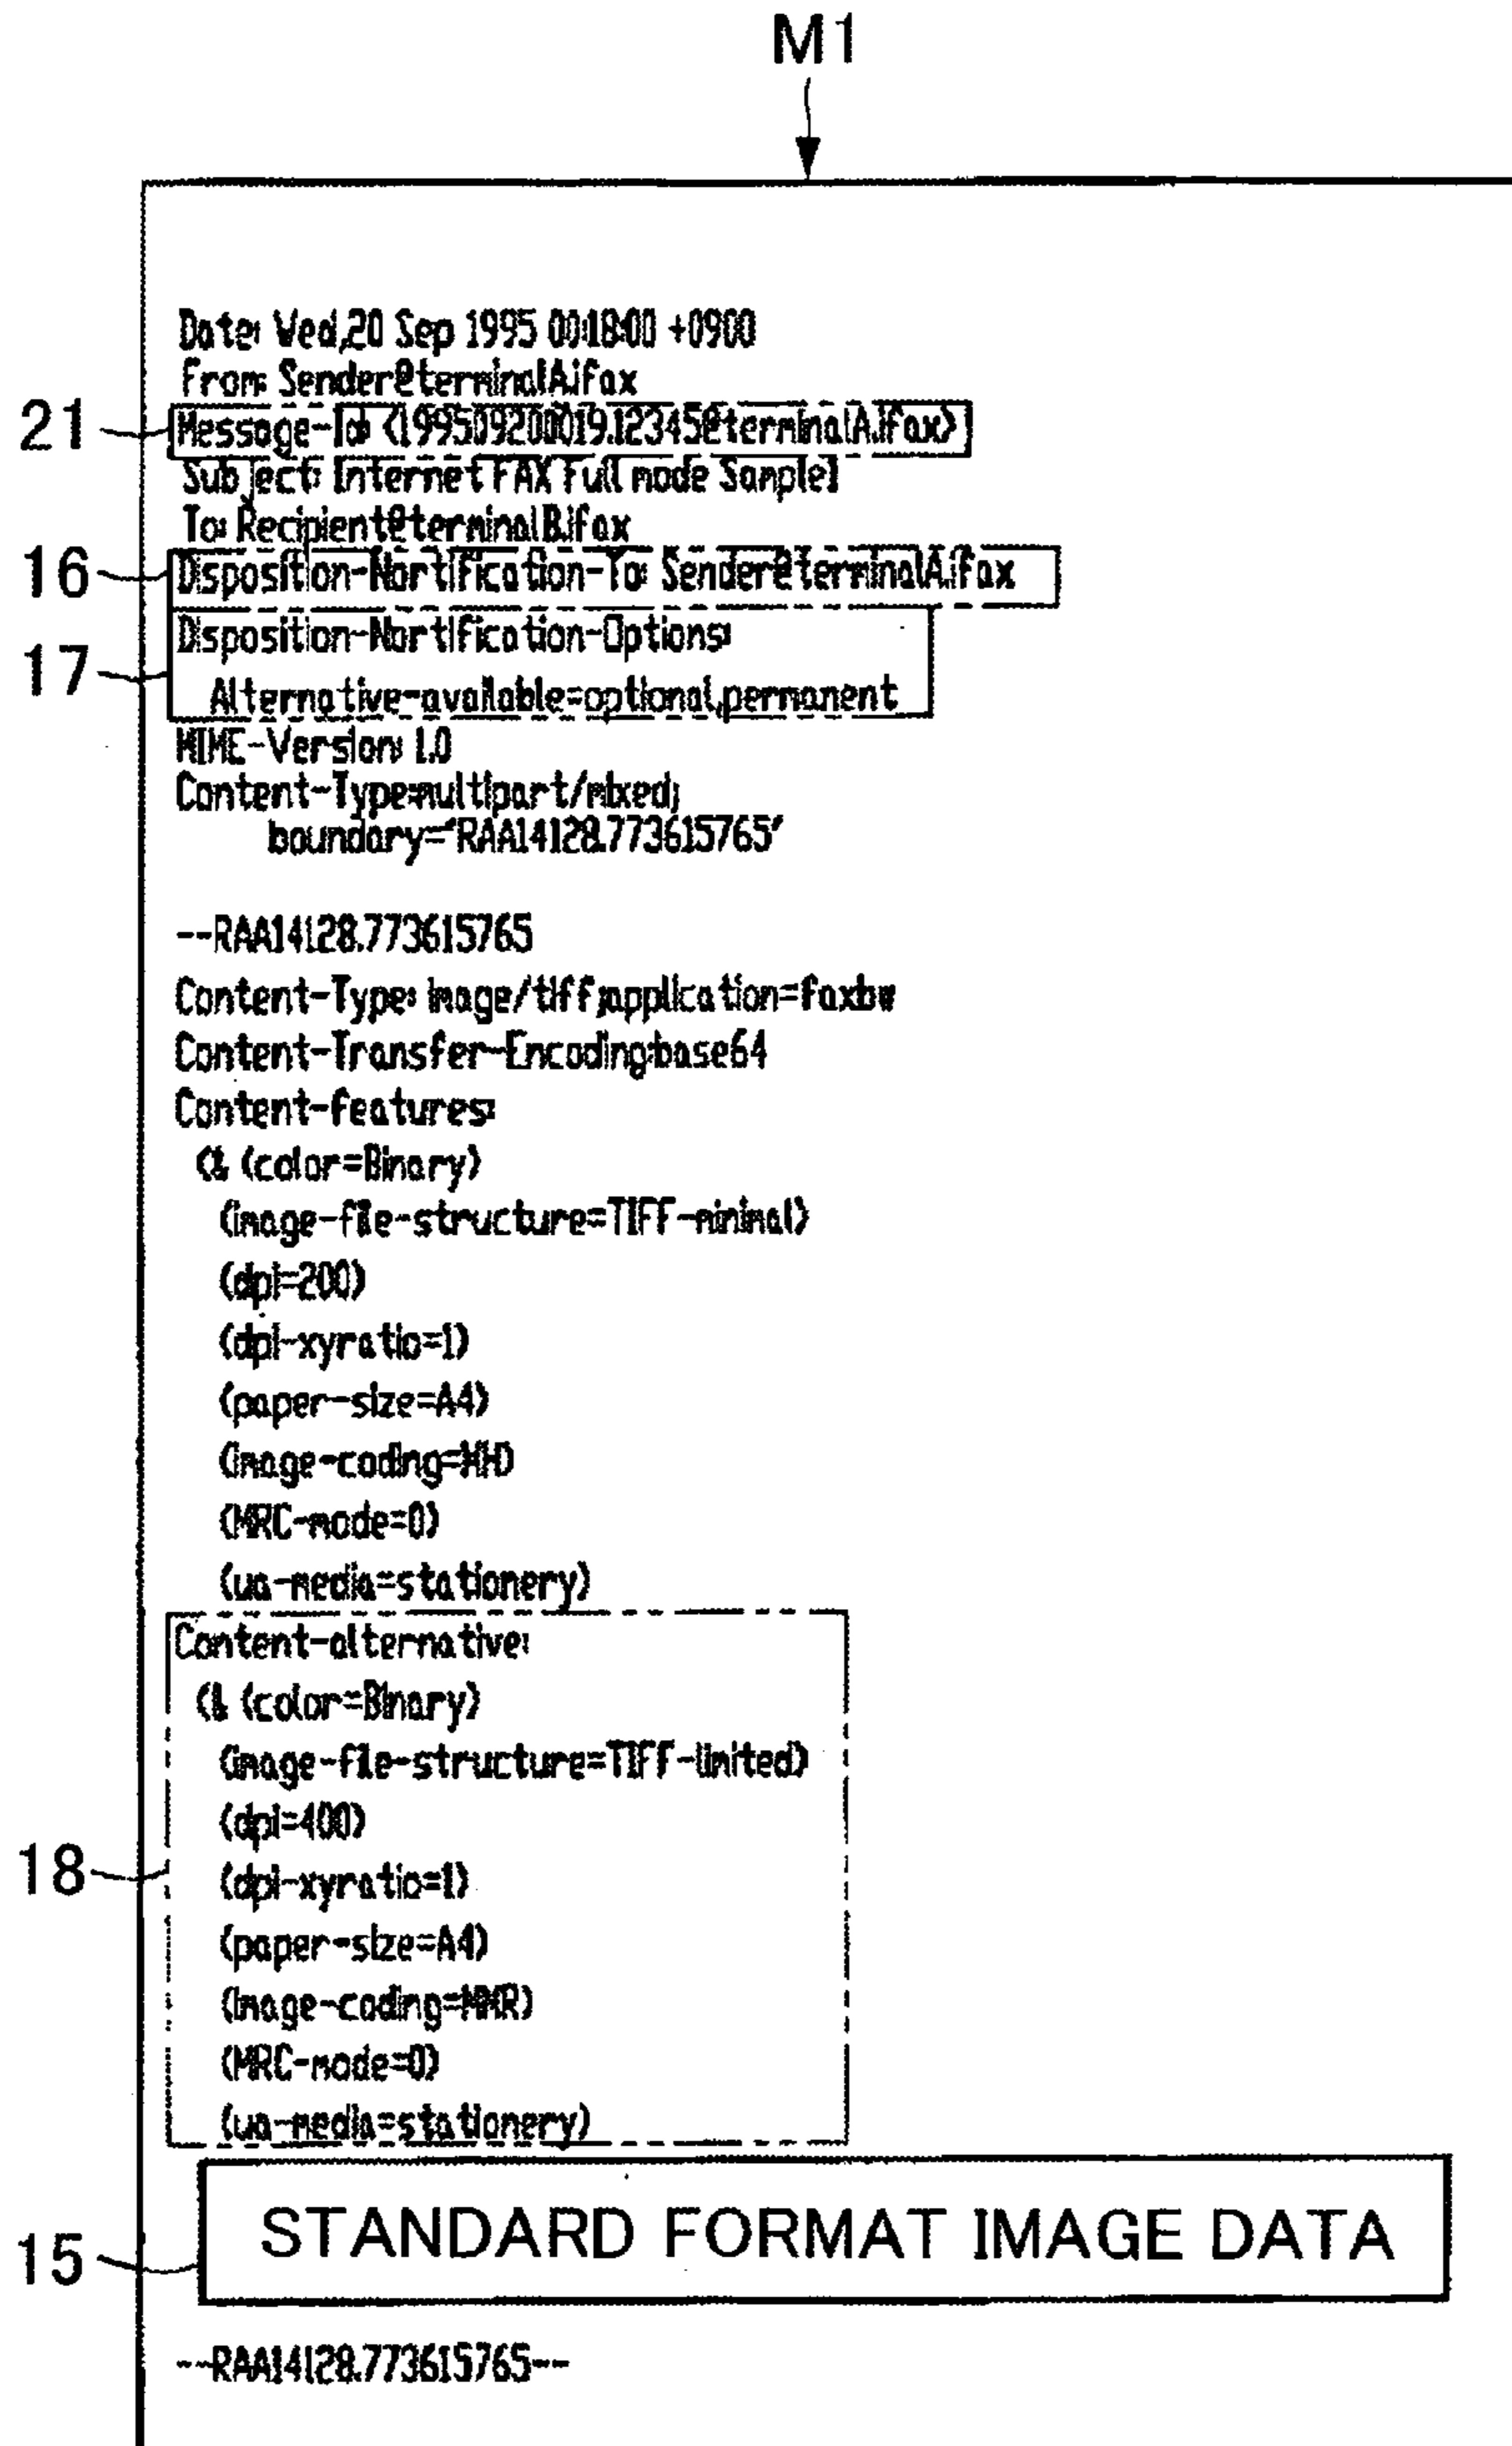 M1
Date: Wed,20 Sep 1995 00:18:00 +0900
From: Sender@terminalA.ifax
21
Message-Id: <199509200019.12345@terminalA.ifax>
Subject: Internet FAX Full mode Sample1
To: Recipient@terminalB.ifax
16
Disposition-Nortification-To: Sender@terminalA.ifax
17
Disposition-Nortification-Options:
Alternative-available=optional,permanent
MIME-Version: 1.0
Content-Type:multipart/mixed;
boundary="RAA14128.773615765"
--RAA14128.773615765
Content-Type: image/tiff;application=faxbw
Content-Transfer-Encoding:base64
Content-features:
(& (color=Binary)
(image-file-structure=TIFF-minimal)
(dpi=200)
(dpi-xyratio=1)
(paper-size=A4)
(image-coding=MH)
(MRC-mode=0)
(ua-media=stationery)
18
Content-alternative:
(& (color=Binary)
(image-file-structure=TIFF-limited)
(dpi=400)
(dpi-xyratio=1)
(paper-size=A4)
(image-coding=MMR)
(MRC-mode=0)
(ua-media=stationery)
15
STANDARD FORMAT IMAGE DATA
--RAA14128.773615765--